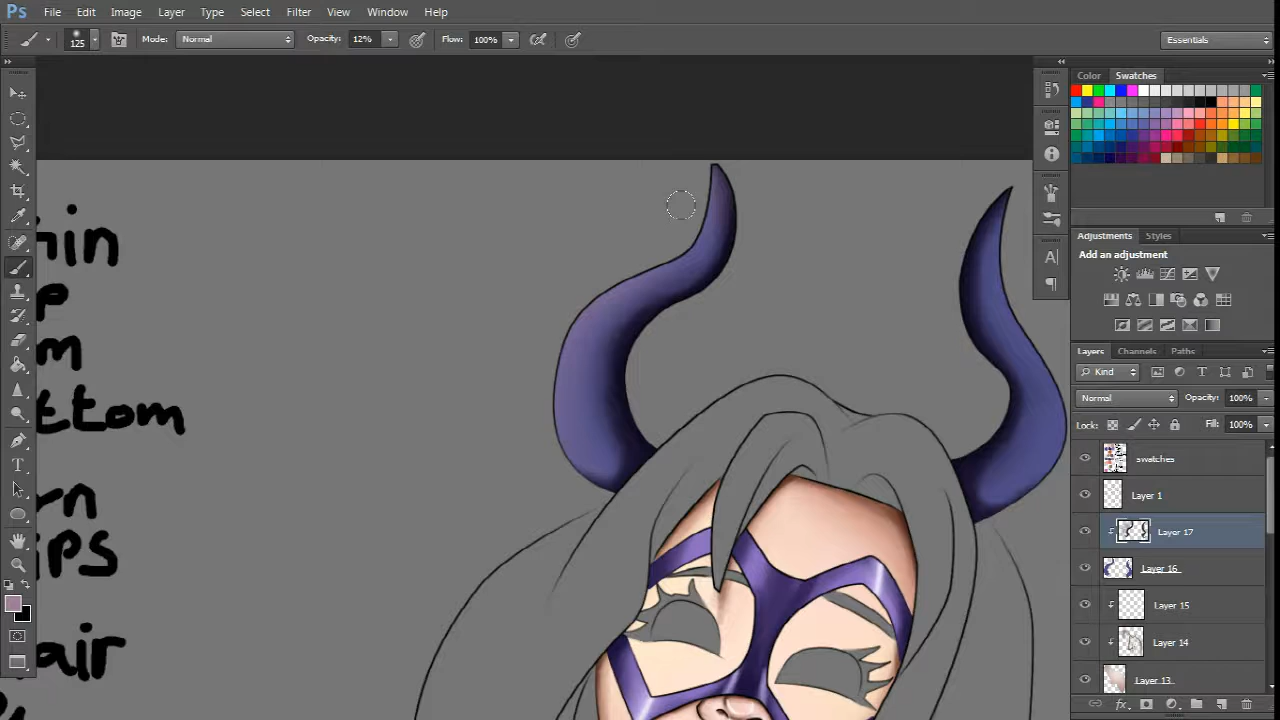 Ps File Edit Image Layer Type Select Filter View Window Help
125 Mode: Normal Opacity: 12% Flow: 100% Essentials
Color Swatches
hin
p
m
ttom
rn
ips
air
Adjustments Styles
Add an adjustment
Layers Channels Paths
Kind
Normal Opacity: 100%
Lock: Fill: 100%
swatches
Layer 1
Layer 17
Layer 16
Layer 15
Layer 14
Layer 13